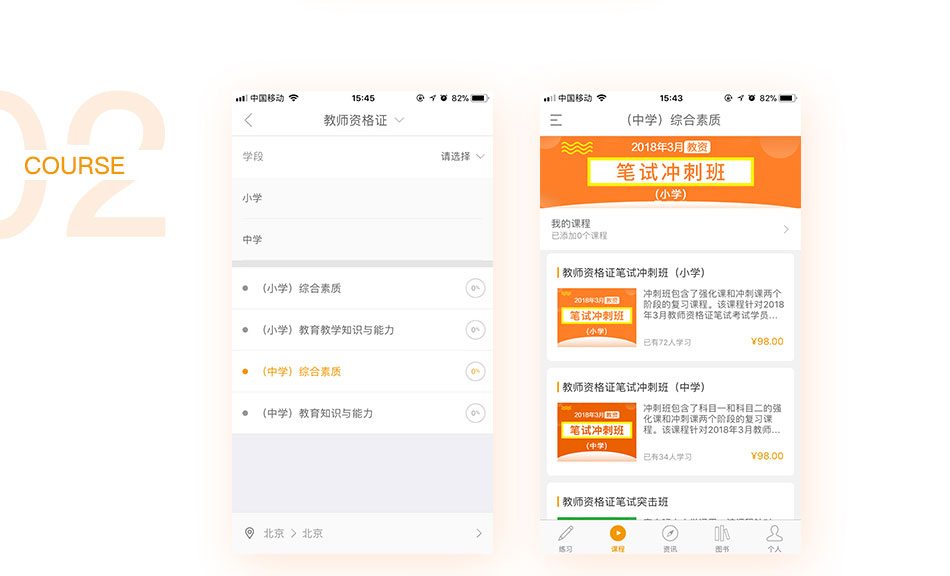 02
COURSE
中国移动
15:45
82%
教师资格证
学段
请选择
小学
中学
（小学）综合素质
0%
（小学）教育教学知识与能力
0%
（中学）综合素质
0%
（中学）教育知识与能力
0%
北京 > 北京
中国移动
15:43
82%
（中学）综合素质
2018年3月 教资
笔试冲刺班
(小学)
我的课程
已添加0个课程
教师资格证笔试冲刺班（小学）
2018年3月 教资
笔试冲刺班
(小学)
冲刺班包含了强化课和冲刺课两个
阶段的复习课程。该课程针对2018
年3月教师资格证笔试考试学员...
已有72人学习
¥98.00
教师资格证笔试冲刺班（中学）
2018年3月 教资
笔试冲刺班
(中学)
冲刺班包含了科目一和科目二的强
化课和冲刺课两个阶段的复习课
程。该课程针对2018年3月教师...
已有34人学习
¥98.00
教师资格证笔试突击班
练习
课程
资讯
图书
个人